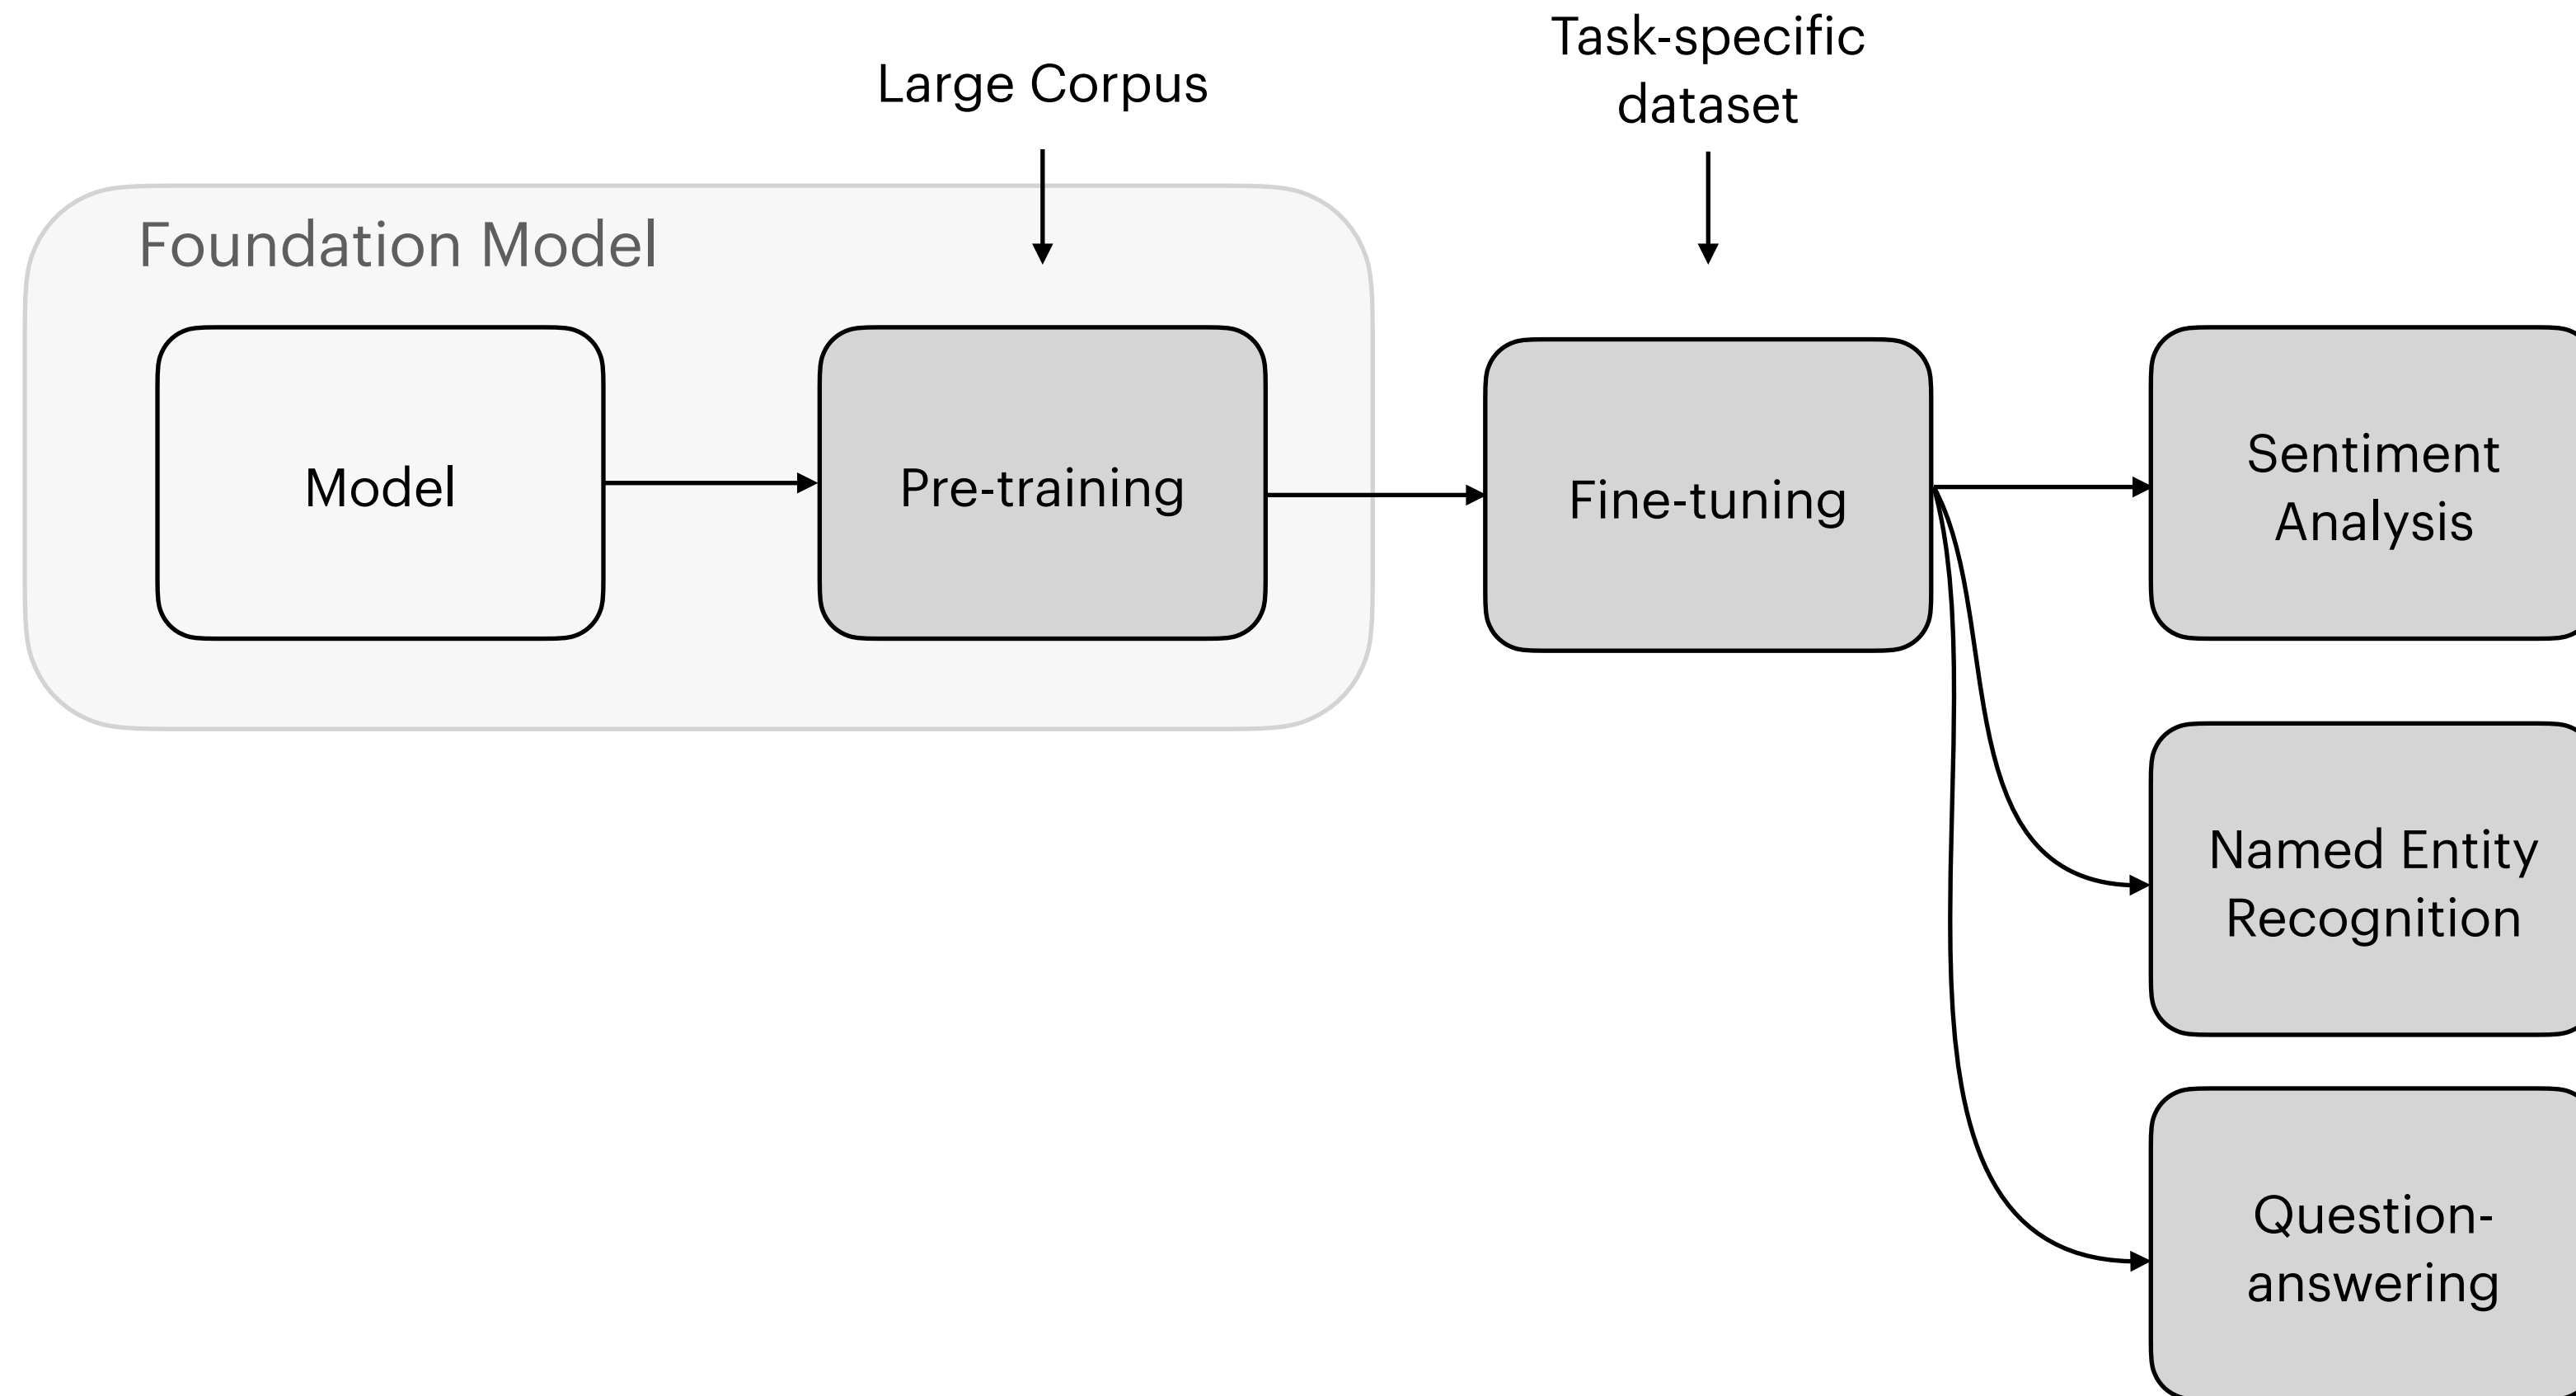 Task-specific
dataset
Large Corpus
Foundation Model
Model
Pre-training
Fine-tuning
Sentiment
Analysis
Named Entity
Recognition
Question-
answering